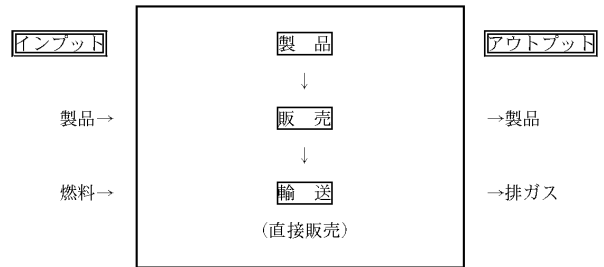 インプット 製 品 アウトプット
↓
製品→ 販 売 →製品
↓
燃料→ 輸 送 →排ガス
(直接販売)